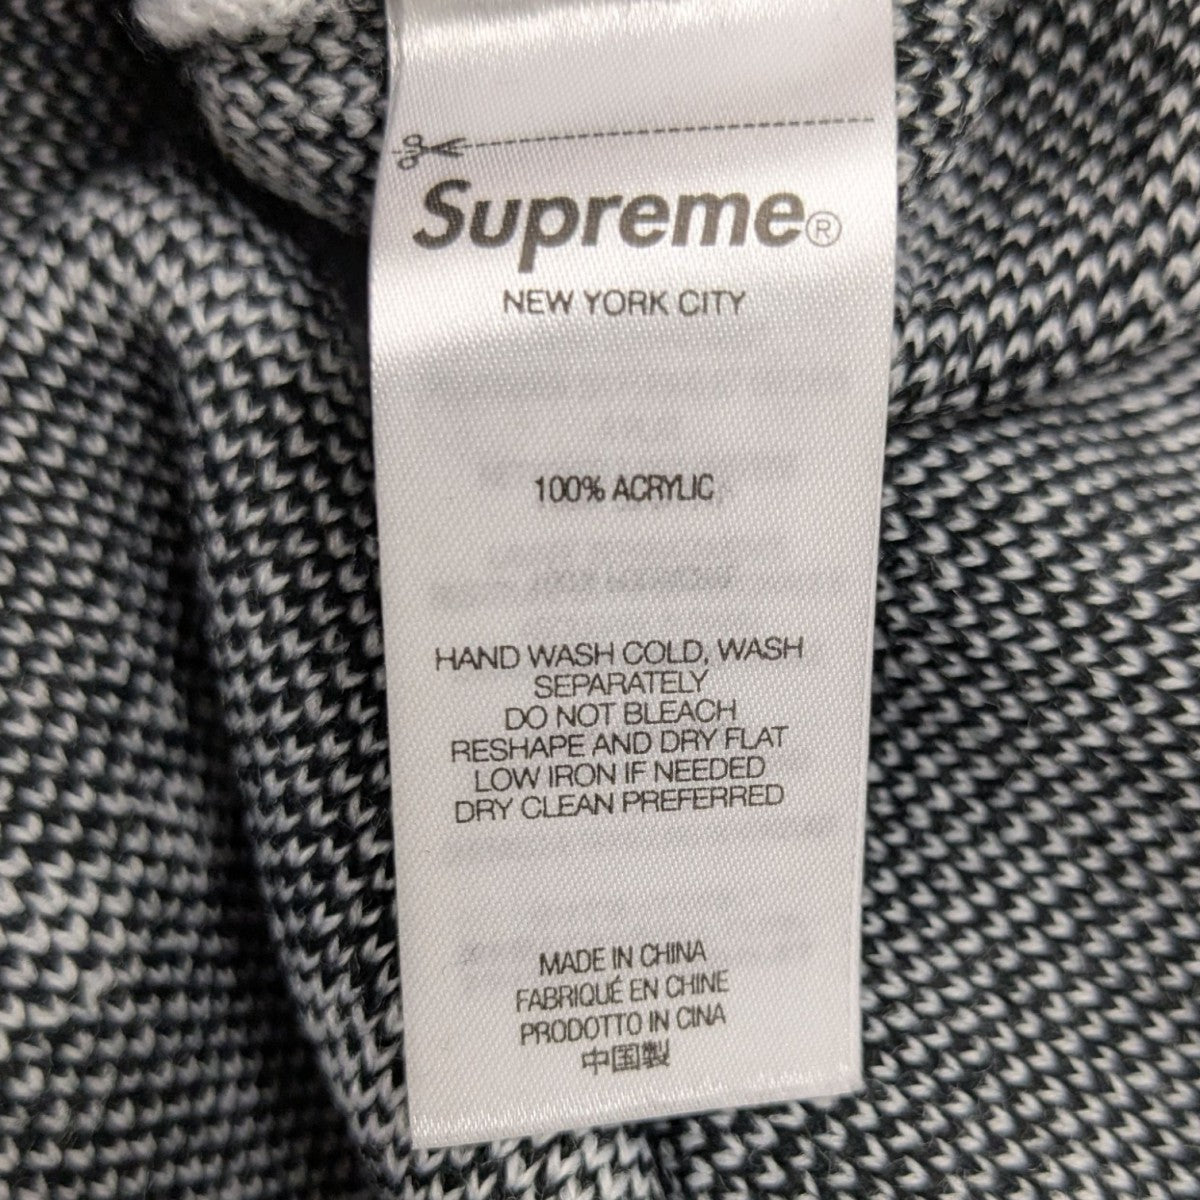 Supreme®
NEW YORK CITY
100% ACRYLIC
HAND WASH COLD, WASH
SEPARATELY
DO NOT BLEACH
RESHAPE AND DRY FLAT
LOW IRON IF NEEDED
DRY CLEAN PREFERRED
MADE IN CHINA
FABRIQUÉ EN CHINE
PRODOTTO IN CINA
中国製